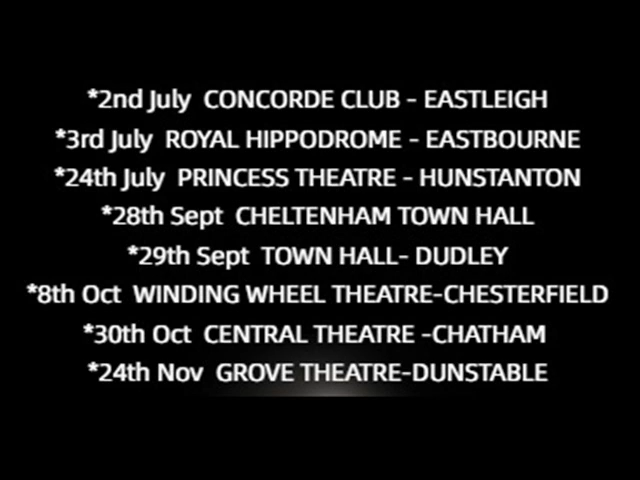 *2nd July CONCORDE CLUB - EASTLEIGH
*3rd July ROYAL HIPPODROME - EASTBOURNE
*24th July PRINCESS THEATRE - HUNSTANTON
*28th Sept CHELTENHAM TOWN HALL
*29th Sept TOWN HALL- DUDLEY
*8th Oct WINDING WHEEL THEATRE-CHESTERFIELD
*30th Oct CENTRAL THEATRE -CHATHAM
*24th Nov GROVE THEATRE-DUNSTABLE